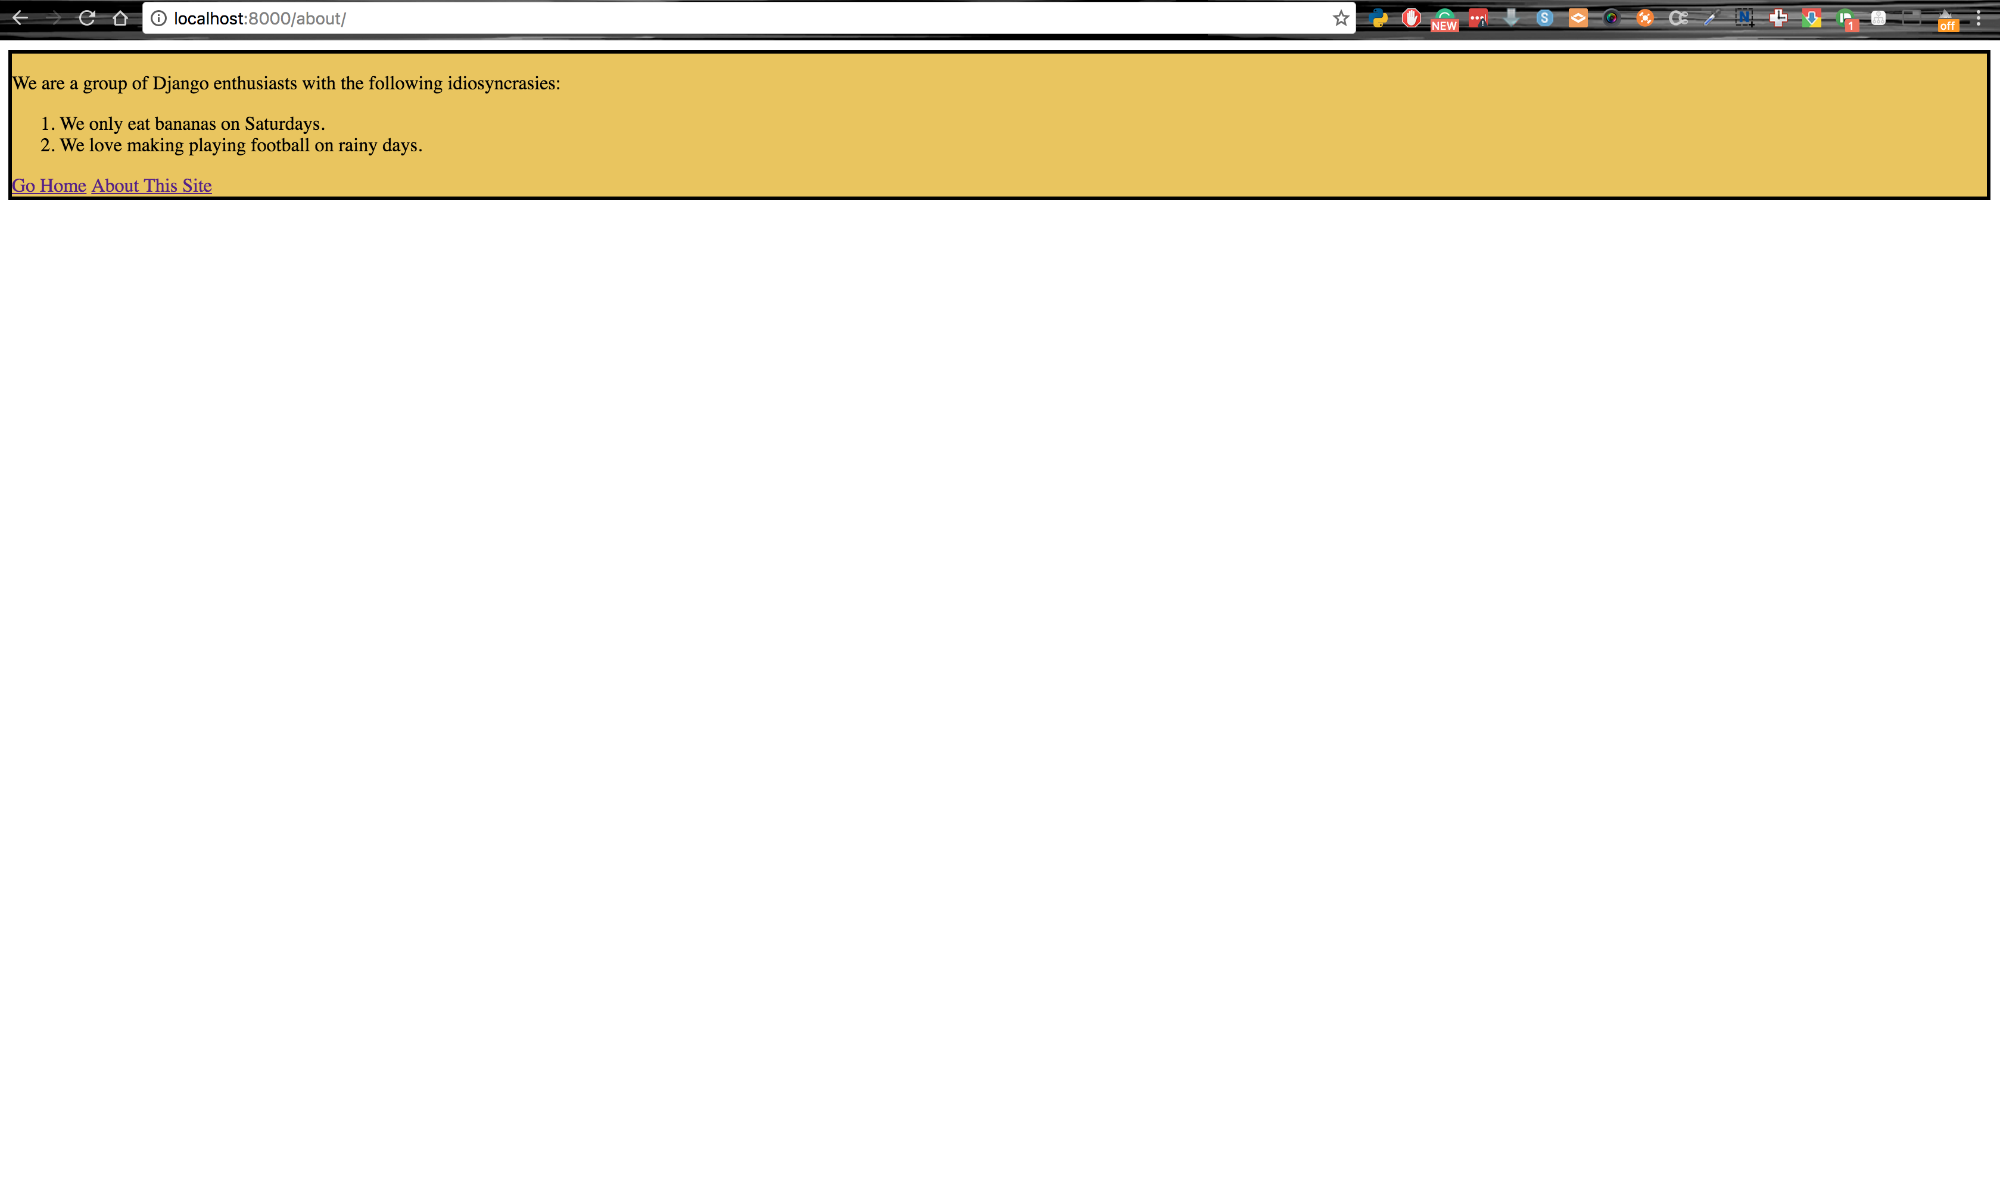 localhost:8000/about/
NEW
S
N
1
off
We are a group of Django enthusiasts with the following idiosyncrasies:
1. We only eat bananas on Saturdays.
2. We love making playing football on rainy days.
Go Home About This Site